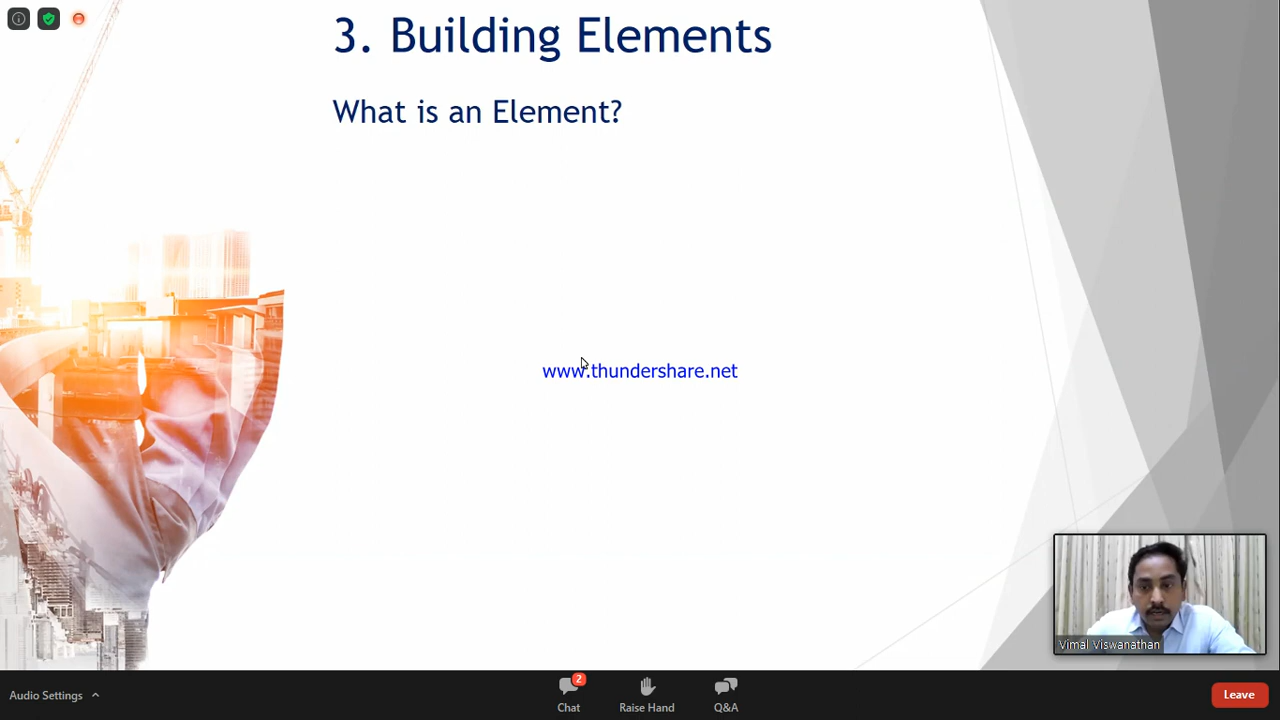 3. Building Elements
What is an Element?
www.thundershare.net
Vimal Viswanathan
Audio Settings
2
Chat
Raise Hand
Q&A
Leave